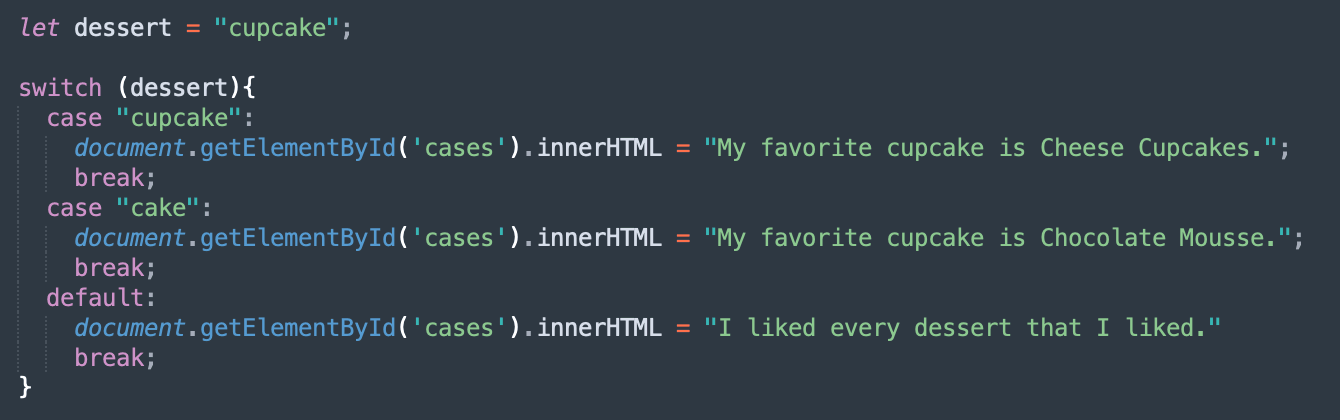 let dessert = "cupcake";
switch (dessert){
case "cupcake":
document.getElementById('cases').innerHTML = "My favorite cupcake is Cheese Cupcakes.";
break;
case "cake":
document.getElementById('cases').innerHTML = "My favorite cupcake is Chocolate Mousse.";
break;
default:
document.getElementById('cases').innerHTML = "I liked every dessert that I liked."
break;
}